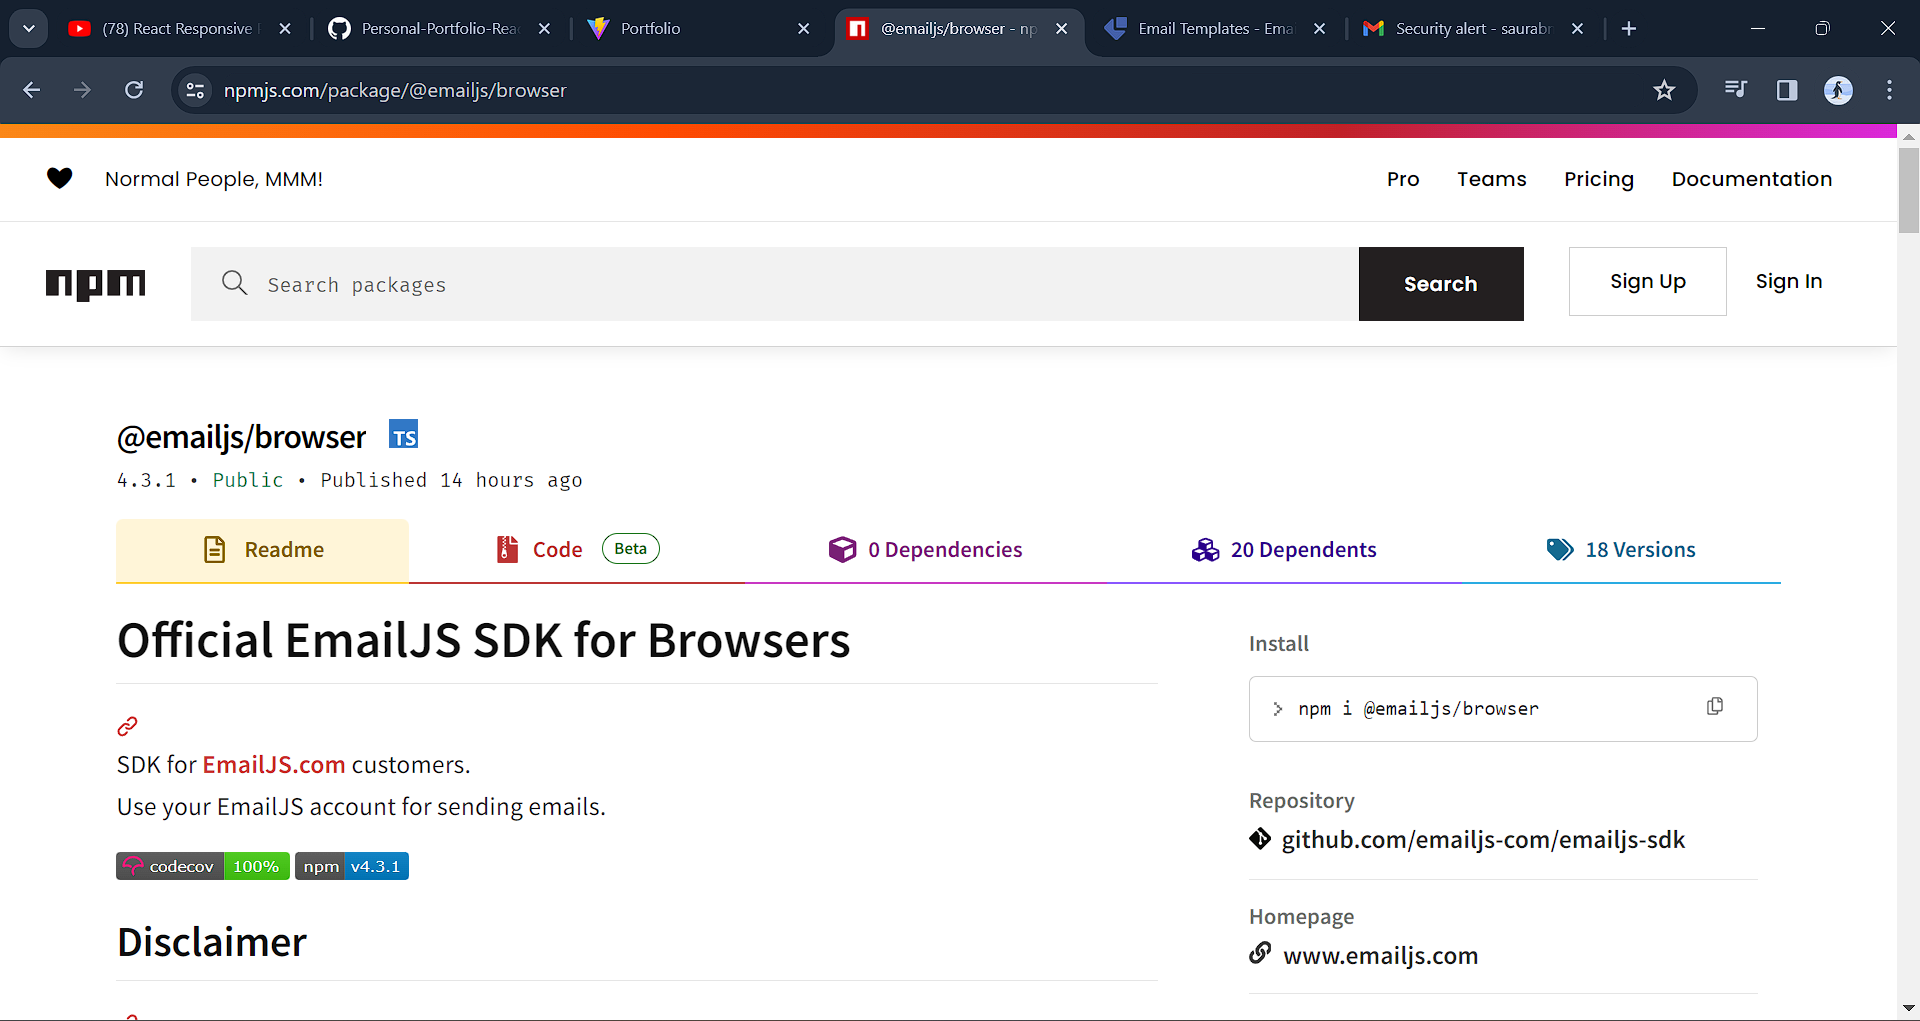 (78) React Responsive
Personal-Portfolio-Rea
Portfolio
@emailjs/browser - np
Email Templates - Emai
Security alert - saurabr
npmjs.com/package/@emailjs/browser
Normal People, MMM!
Pro
Teams
Pricing
Documentation
npm
Search packages
Search
Sign Up
Sign In
@emailjs/browser
TS
4.3.1 • Public • Published 14 hours ago
Readme
Code
Beta
0 Dependencies
20 Dependents
18 Versions
Official EmailJS SDK for Browsers
SDK for EmailJS.com customers.
Use your EmailJS account for sending emails.
codecov 100%
npm v4.3.1
Disclaimer
Install
> npm i @emailjs/browser
Repository
github.com/emailjs-com/emailjs-sdk
Homepage
www.emailjs.com